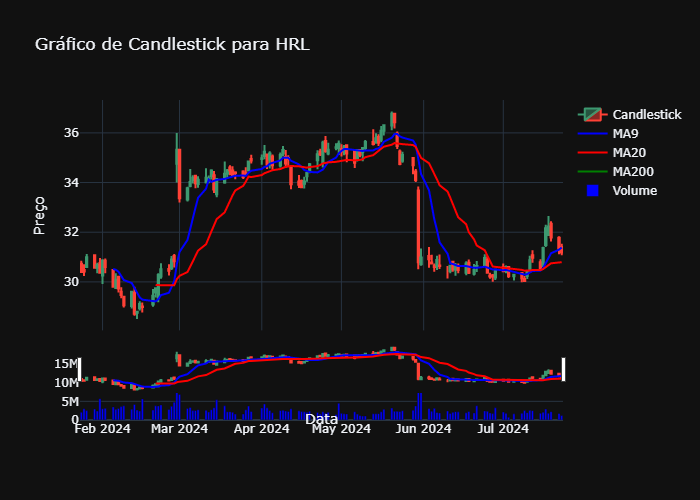 Gráfico de Candlestick para HRL
Candlestick
MA9
MA20
MA200
Volume
Preço
36
34
32
30
15M
10M
5M
0
Feb 2024
Mar 2024
Apr 2024
May 2024
Jun 2024
Jul 2024
Data